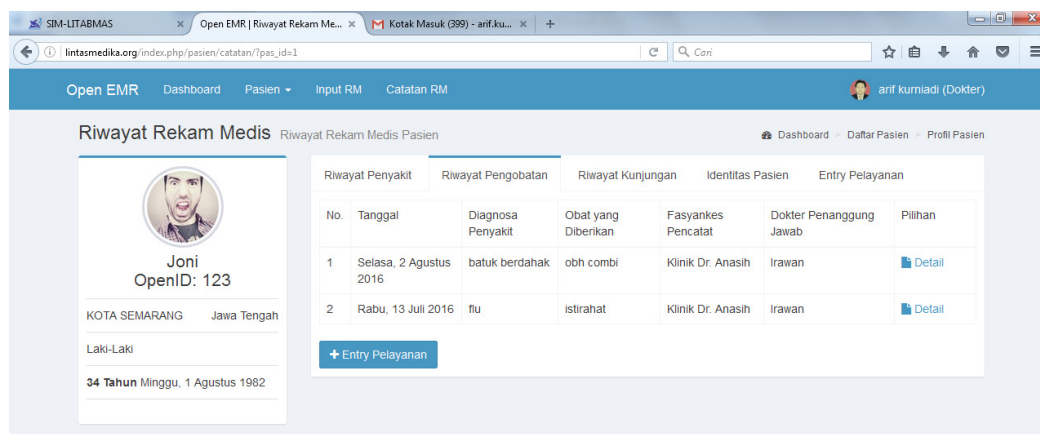 SIM-LITABMAS
Open EMR | Riwayat Rekam Me...
Kotak Masuk (399) - arif.ku...
lintasmedika.org/index.php/pasien/catatan/?pas_id=1
Cari
Open EMR Dashboard Pasien Input RM Catatan RM arif kurniadi (Dokter)
Riwayat Rekam Medis Riwayat Rekam Medis Pasien
Dashboard > Daftar Pasien > Profil Pasien
Joni
OpenID: 123
KOTA SEMARANG Jawa Tengah
Laki-Laki
34 Tahun Minggu, 1 Agustus 1982
Riwayat Penyakit Riwayat Pengobatan Riwayat Kunjungan Identitas Pasien Entry Pelayanan
No. Tanggal Diagnosa Penyakit Obat yang Diberikan Fasyankes Pencatat Dokter Penanggung Jawab Pilihan
1 Selasa, 2 Agustus 2016 batuk berdahak obh combi Klinik Dr. Anasih Irawan Detail
2 Rabu, 13 Juli 2016 flu istirahat Klinik Dr. Anasih Irawan Detail
+ Entry Pelayanan